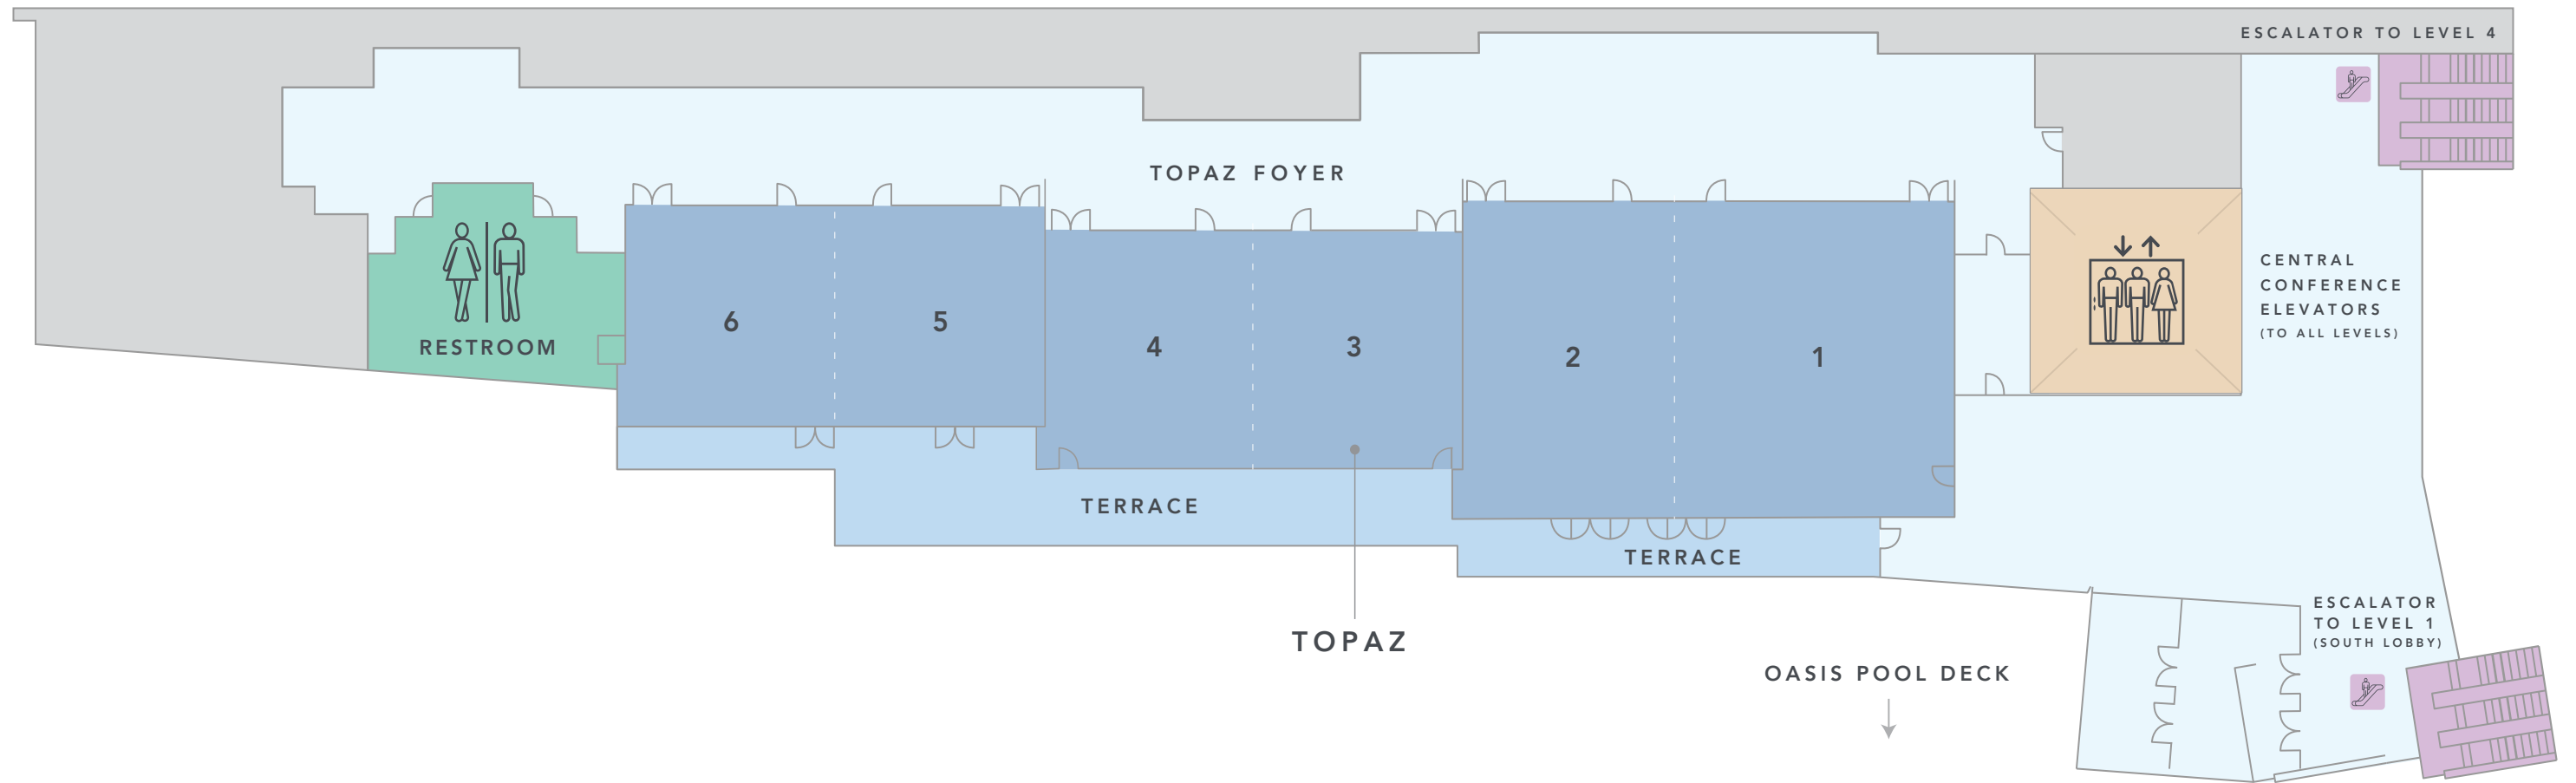 ESCALATOR TO LEVEL 4
TOPAZ FOYER
CENTRAL
CONFERENCE
ELEVATORS
(TO ALL LEVELS)
RESTROOM
6
5
4
3
2
1
TERRACE
TERRACE
TOPAZ
OASIS POOL DECK
ESCALATOR
TO LEVEL 1
(SOUTH LOBBY)